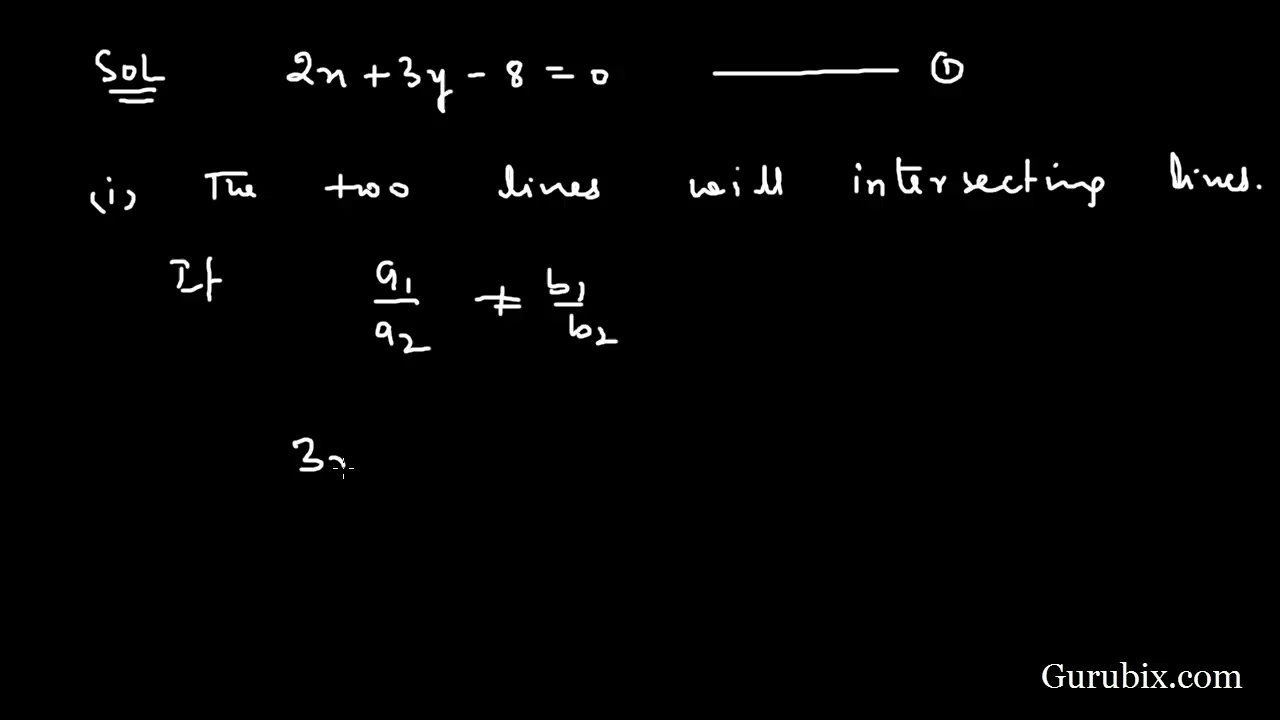 SOL 2x + 3y - 8 = 0 ——— ①
(i) The two lines will intersecting lines.
If a₁/a₂ ≠ b₁/b₂
3x
Gurubix.com